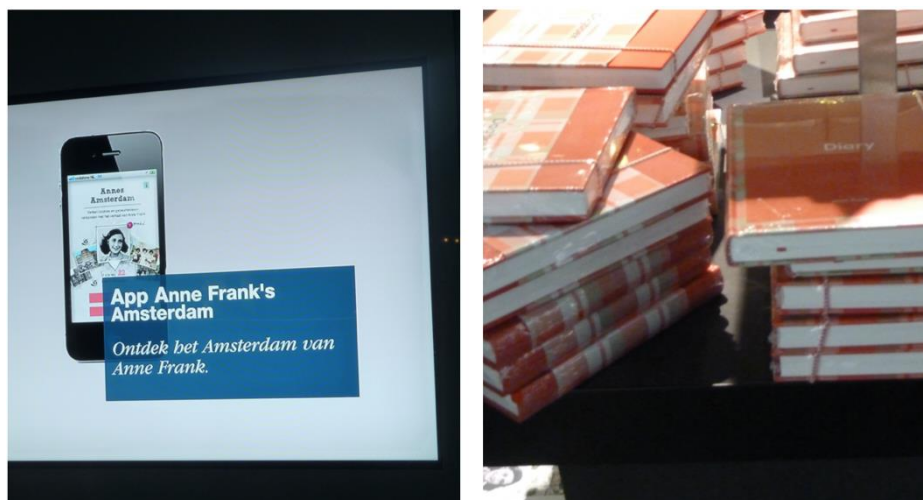 Annes
Amsterdam
App Anne Frank's
Amsterdam
Ontdek het Amsterdam van
Anne Frank.
Diary